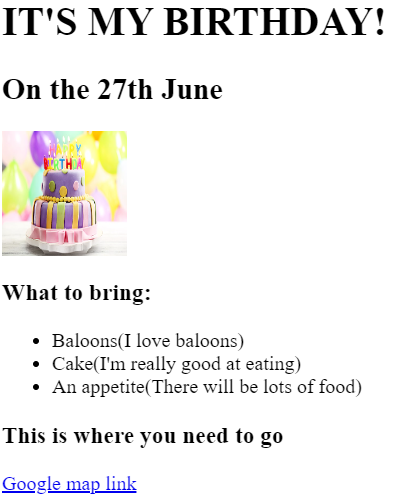 IT'S MY BIRTHDAY!
On the 27th June
HAPPY
BIRTHDAY
What to bring:
Baloons(I love baloons)
Cake(I'm really good at eating)
An appetite(There will be lots of food)
This is where you need to go
Google map link